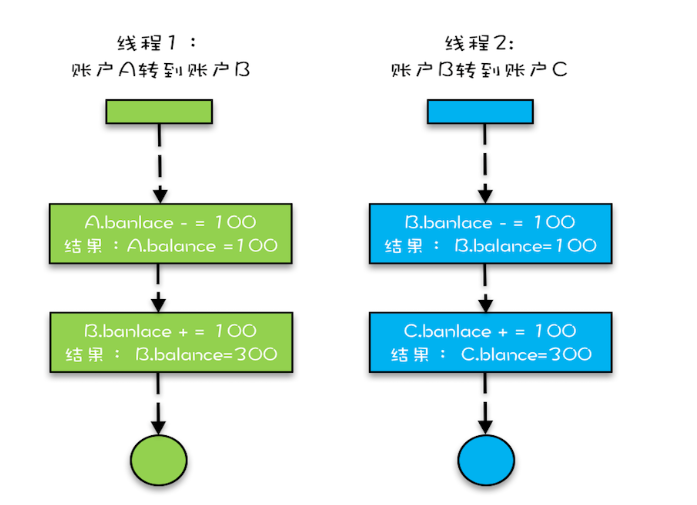 线程1：
账户A转到账户B
A.banlace - = 100
结果：A.balance =100
B.banlace + = 100
结果： B.balance=300
线程2:
账户B转到账户C
B.banlace - = 100
结果： B.balance=100
C.banlace + = 100
结果： C.blance=300